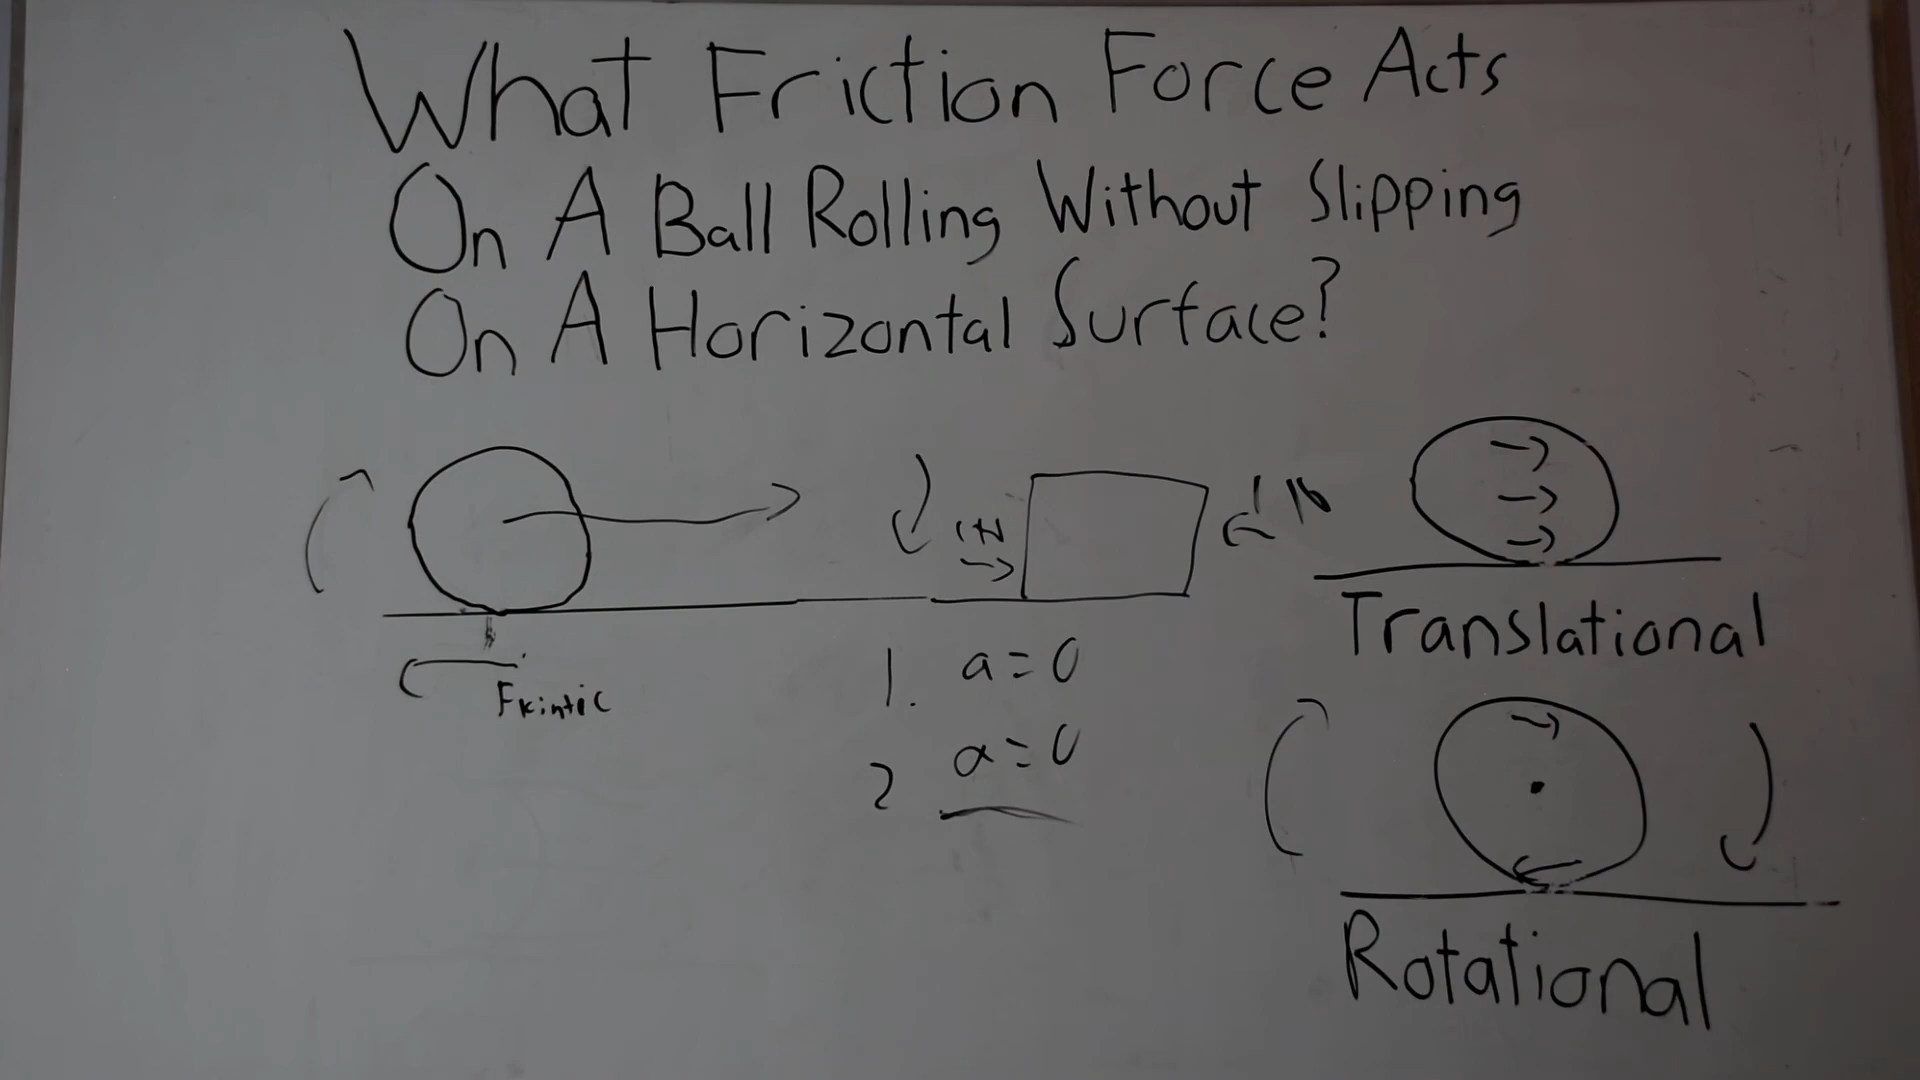 What Friction Force Acts
On A Ball Rolling Without Slipping
On A Horizontal Surface?
1N
1N
Fkintic
1. a=0
2 α=0
Translational
Rotational